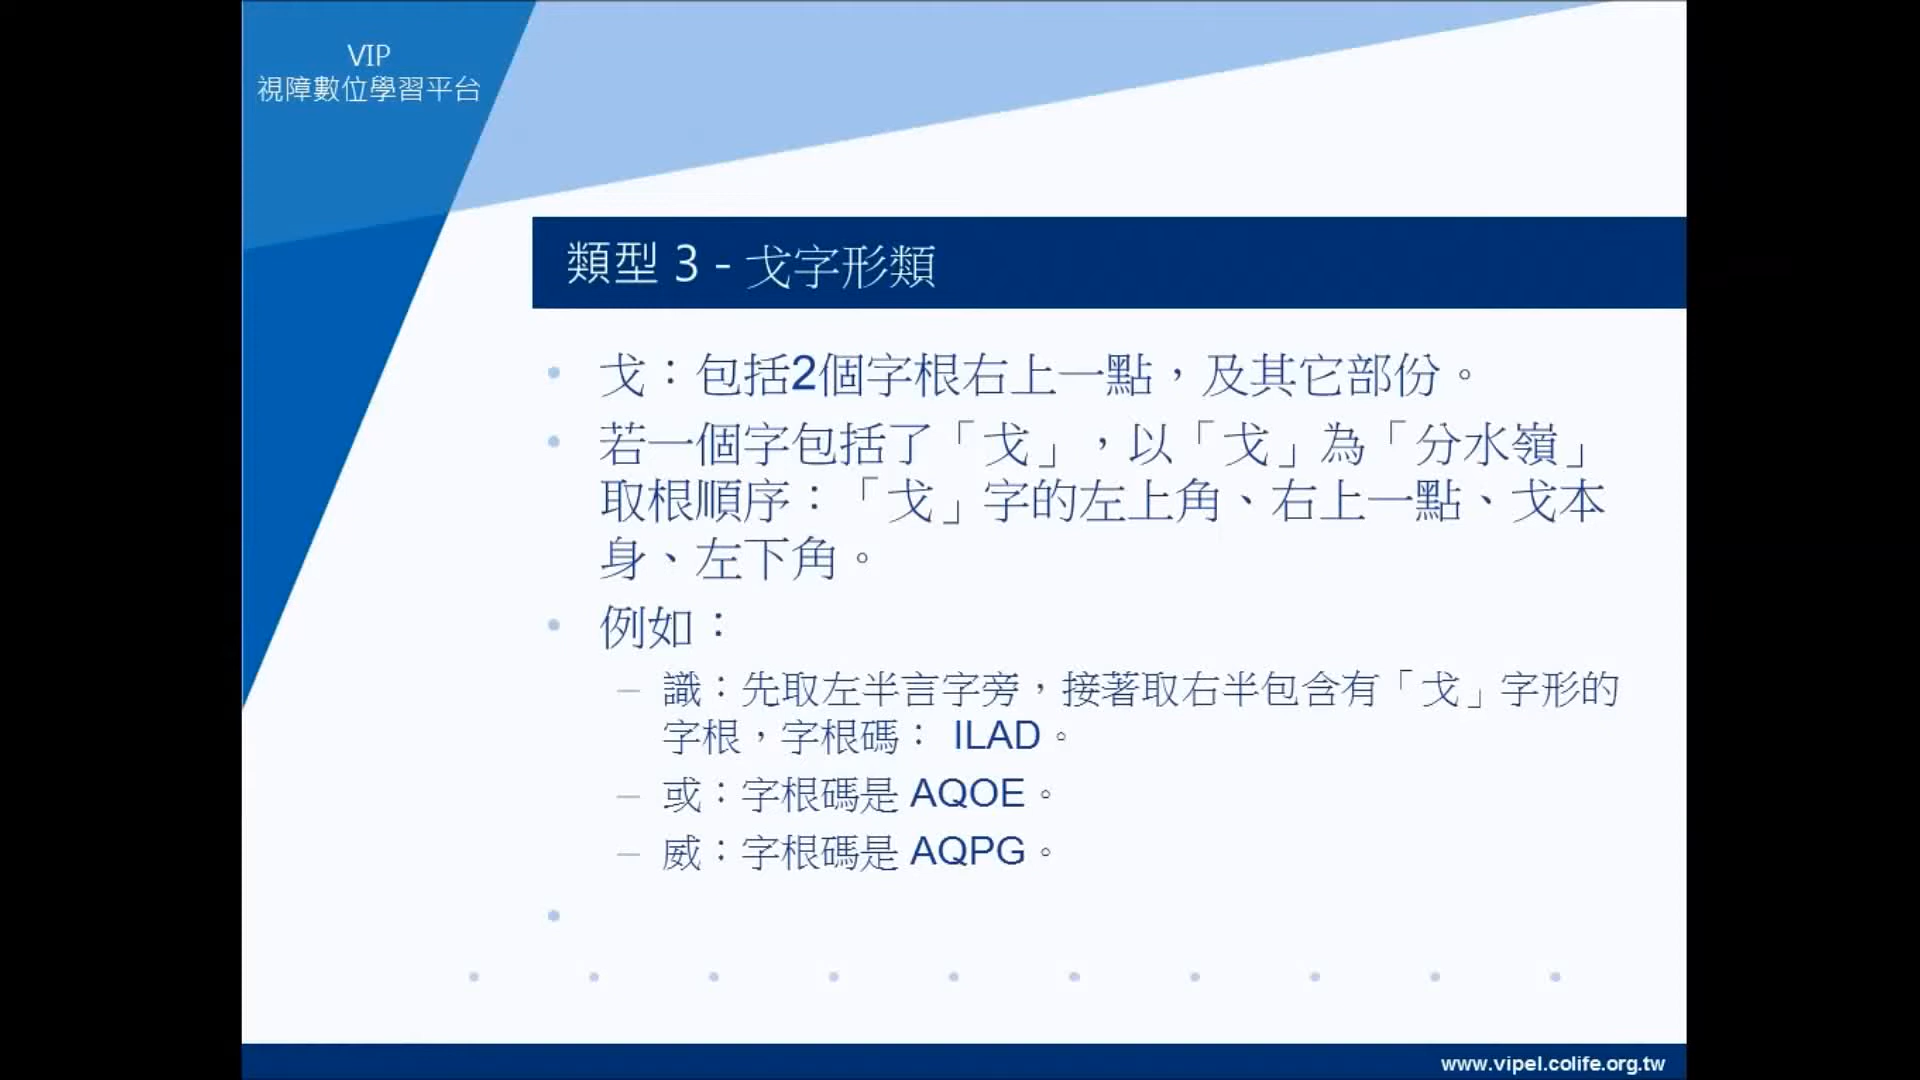 VIP
視障數位學習平台
類型 3 - 戈字形類
• 戈：包括2個字根右上一點，及其它部份。
• 若一個字包括了「戈」，以「戈」為「分水嶺」
取根順序：「戈」字的左上角、右上一點、戈本
身、左下角。
• 例如：
– 識：先取左半言字旁，接著取右半包含有「戈」字形的
字根，字根碼： ILAD。
– 或：字根碼是 AQOE。
– 威：字根碼是 AQPG。
www.vipel.colife.org.tw